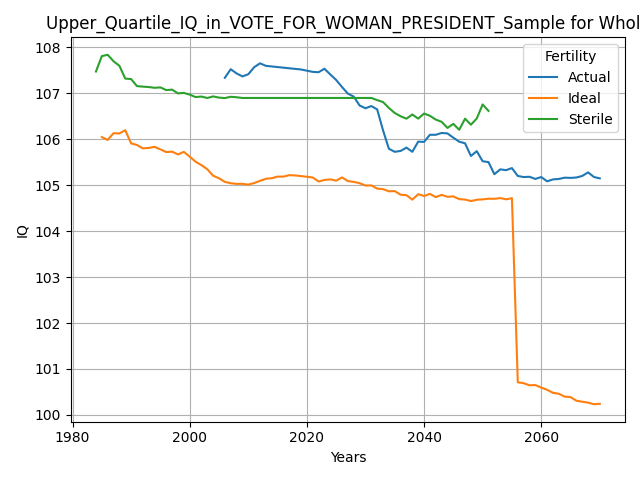 Upper_Quartile_IQ_in_VOTE_FOR_WOMAN_PRESIDENT_Sample for Whol
108
107
106
105
104
103
102
101
100
IQ
1980
2000
2020
2040
2060
Years
Fertility
Actual
Ideal
Sterile